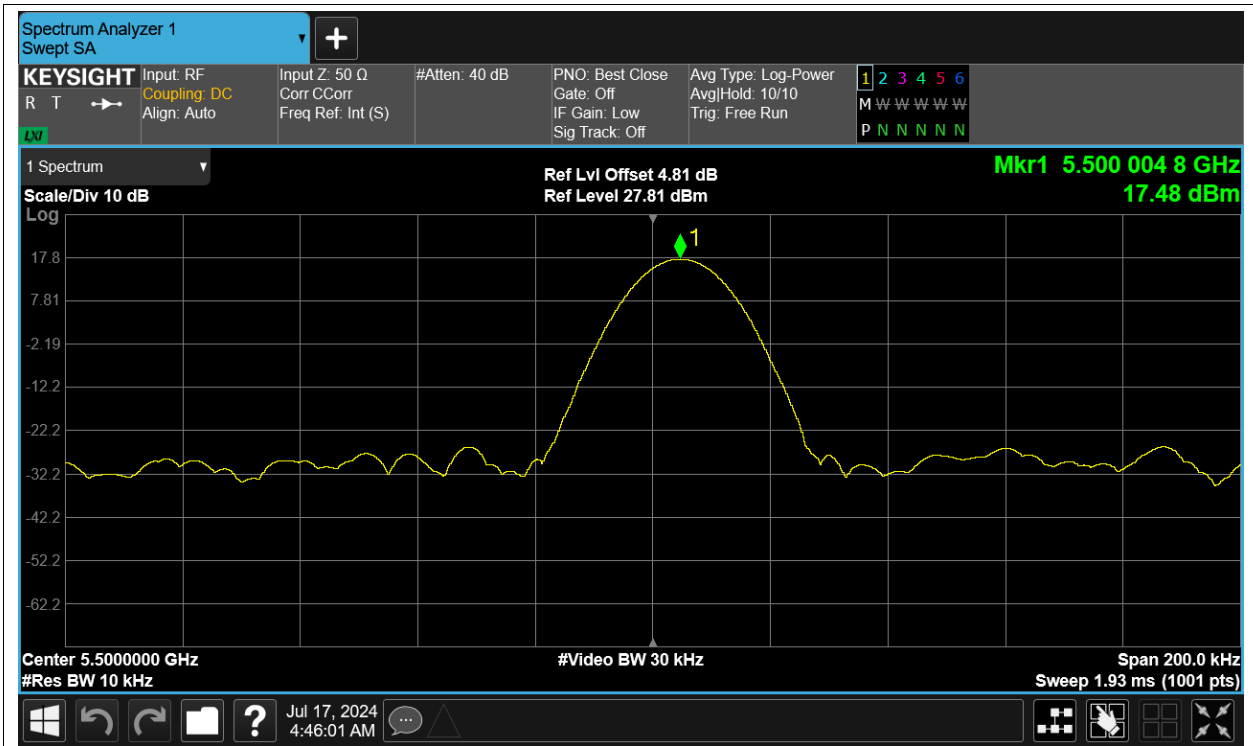 Spectrum Analyzer 1
Swept SA
KEYSIGHT
R T
LXI
Input: RF
Coupling: DC
Align: Auto
Input Z: 50 Ω
Corr CCorr
Freq Ref: Int (S)
#Atten: 40 dB
PNO: Best Close
Gate: Off
IF Gain: Low
Sig Track: Off
Avg Type: Log-Power
Avg|Hold: 10/10
Trig: Free Run
1 2 3 4 5 6
M W W W W W
P N N N N N
1 Spectrum
Scale/Div 10 dB
Ref Lvl Offset 4.81 dB
Ref Level 27.81 dBm
Mkr1 5.500 004 8 GHz
17.48 dBm
Log
1
17.8
7.81
-2.19
-12.2
-22.2
-32.2
-42.2
-52.2
-62.2
Center 5.5000000 GHz
#Res BW 10 kHz
#Video BW 30 kHz
Span 200.0 kHz
Sweep 1.93 ms (1001 pts)
?
Jul 17, 2024
4:46:01 AM